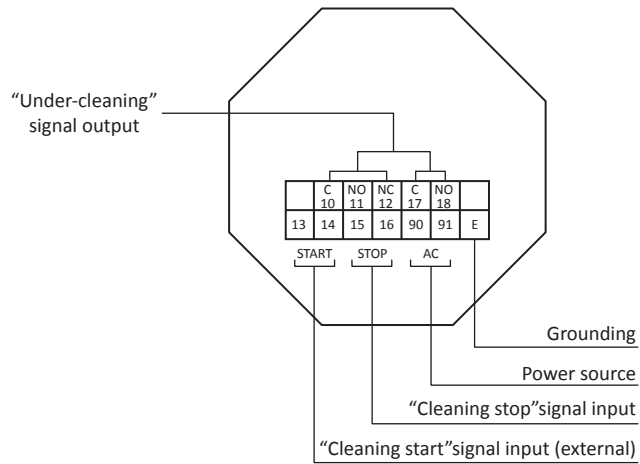 “Under-cleaning”
signal output
C NO NC C NO
10 11 12 17 18
13 14 15 16 90 91 E
START STOP AC
Grounding
Power source
“Cleaning stop”signal input
“Cleaning start”signal input (external)